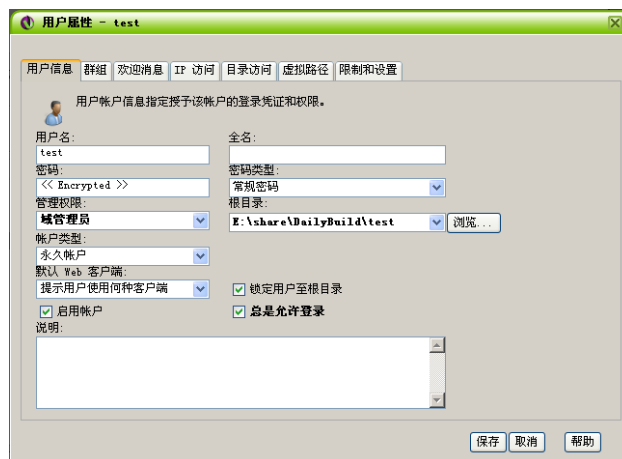 用户属性 - test
用户信息 群组 欢迎消息 IP 访问 目录访问 虚拟路径 限制和设置
用户帐户信息指定授予该帐户的登录凭证和权限。
用户名: 全名:
test
密码: 密码类型:
<< Encrypted >> 常规密码
管理权限: 根目录:
域管理员 E:\share\DailyBuild\test 浏览...
帐户类型:
永久帐户
默认 Web 客户端:
提示用户使用何种客户端 锁定用户至根目录
启用帐户 总是允许登录
说明:
保存 取消 帮助